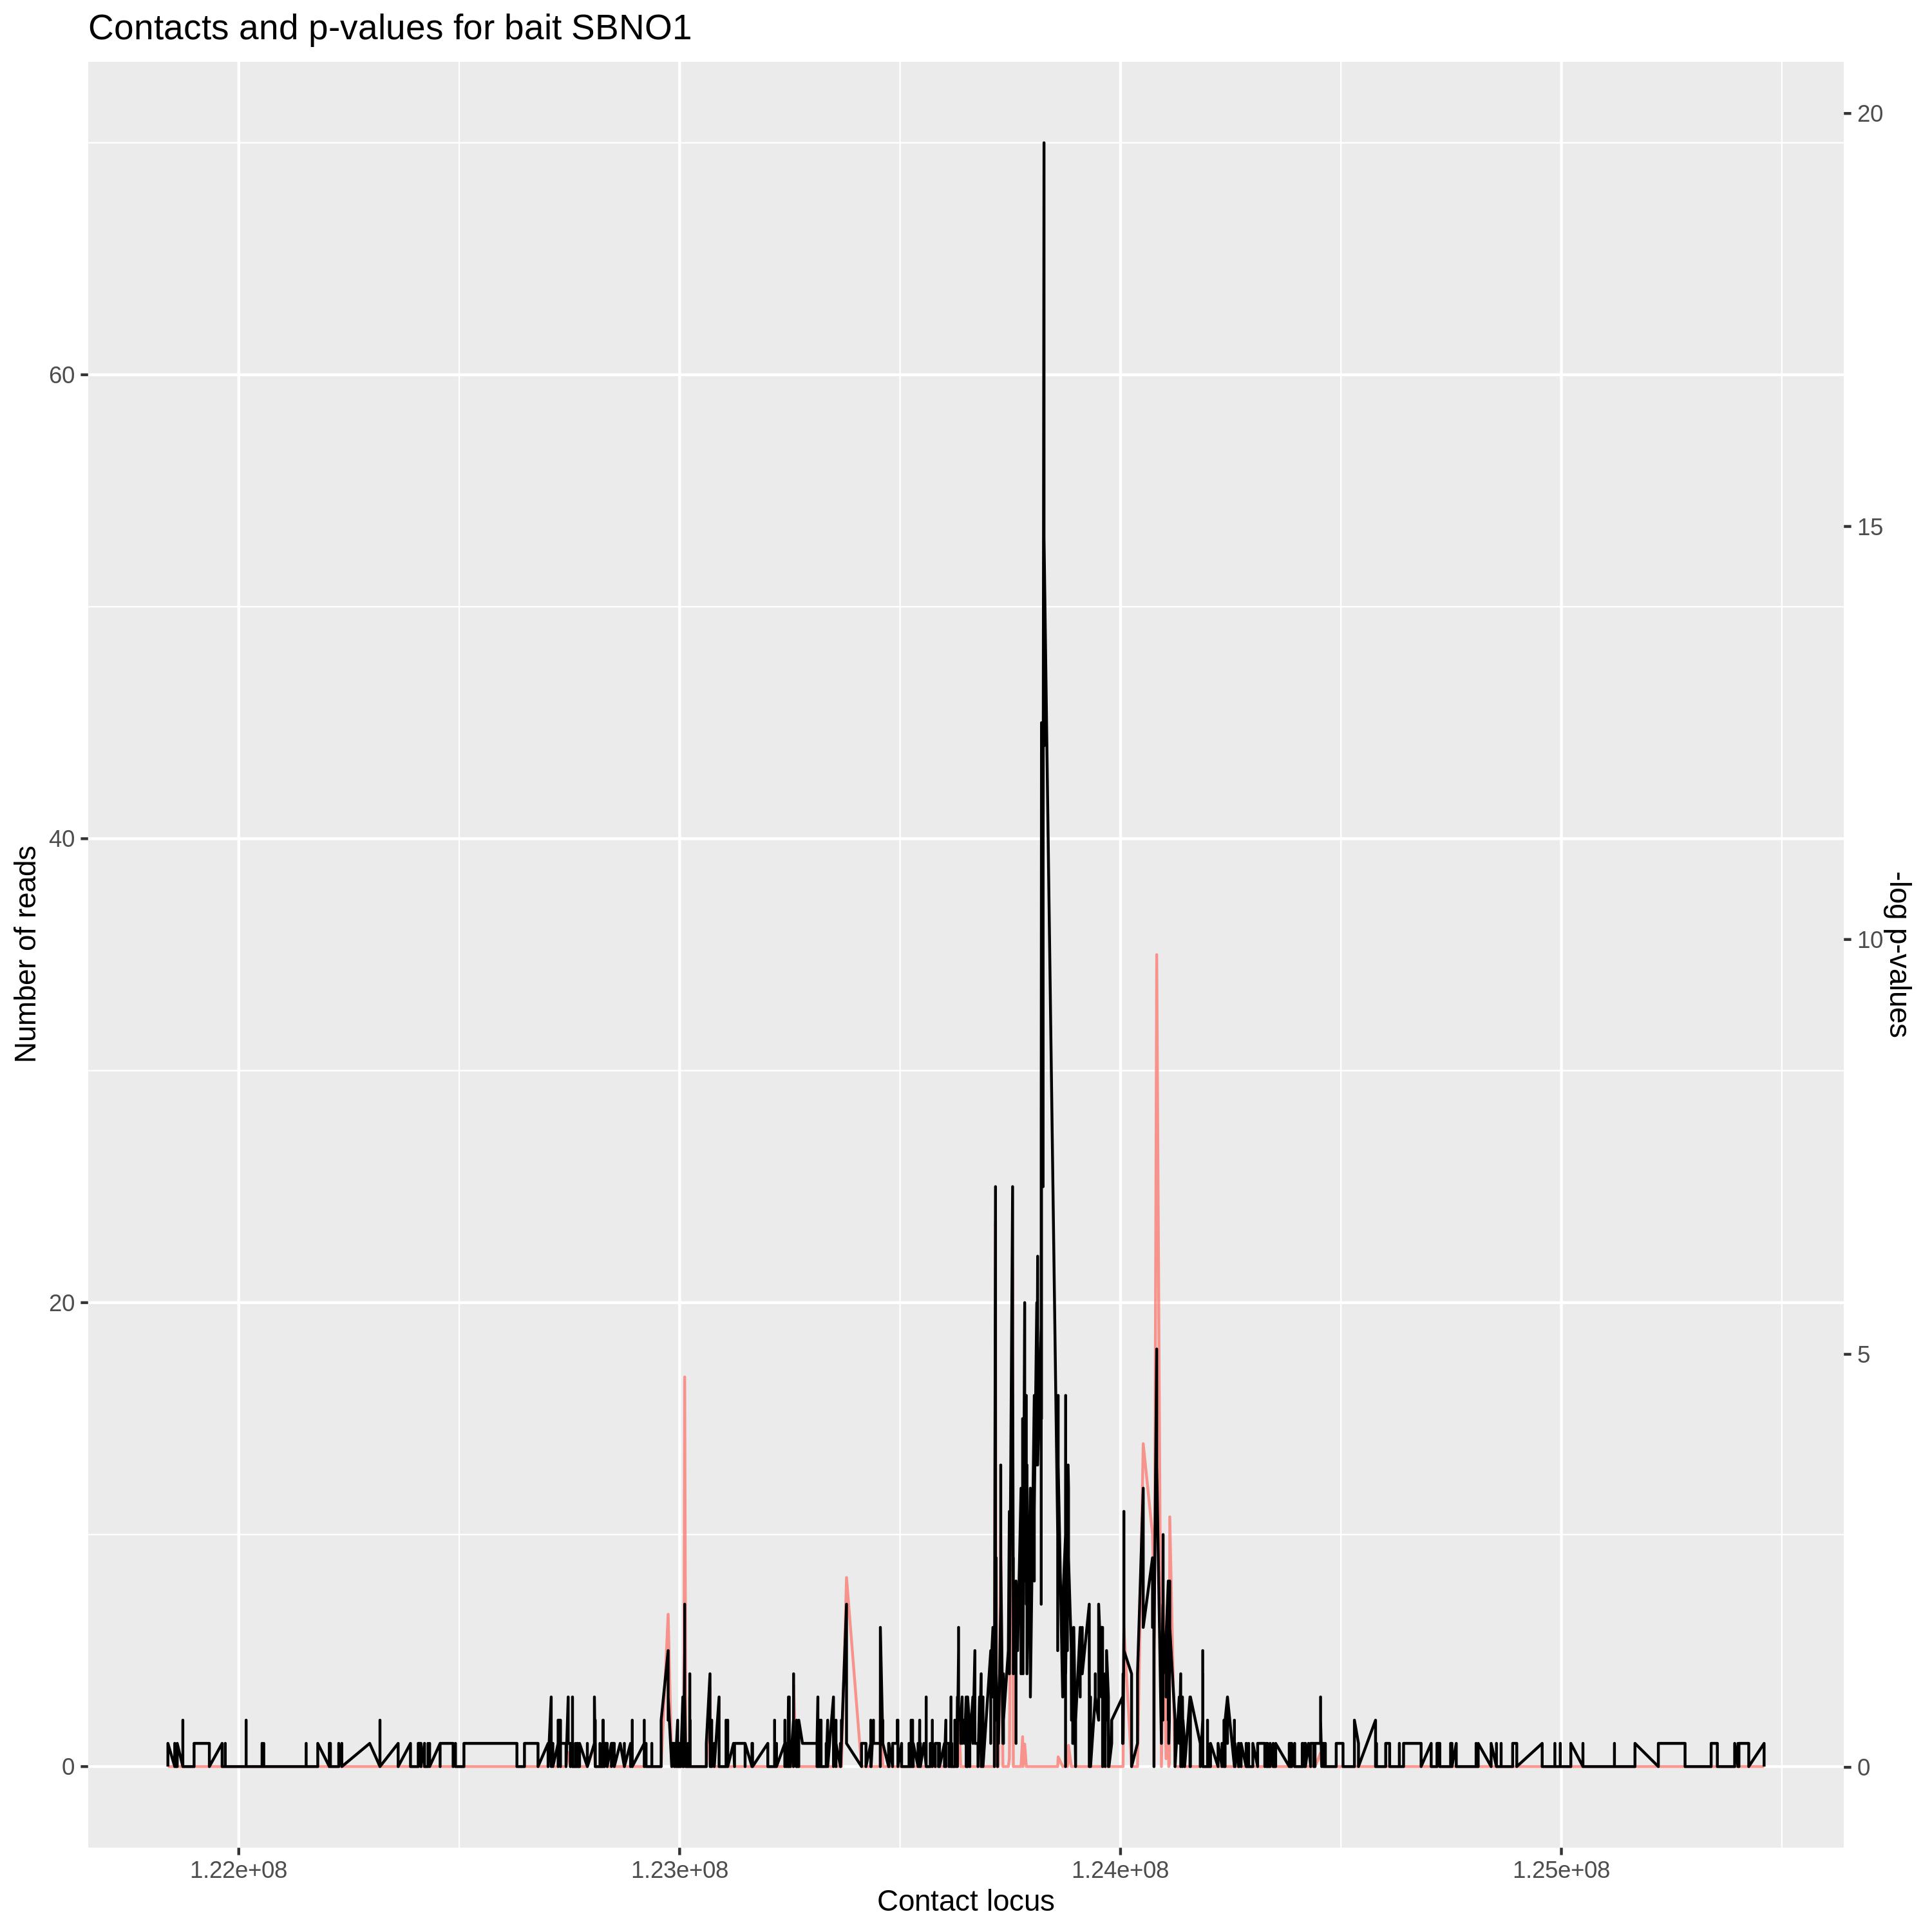 Contacts and p-values for bait SBNO1
Number of reads
60
40
20
0
20
15
10
5
0
-log p-values
1.22e+08
1.23e+08
1.24e+08
1.25e+08
Contact locus